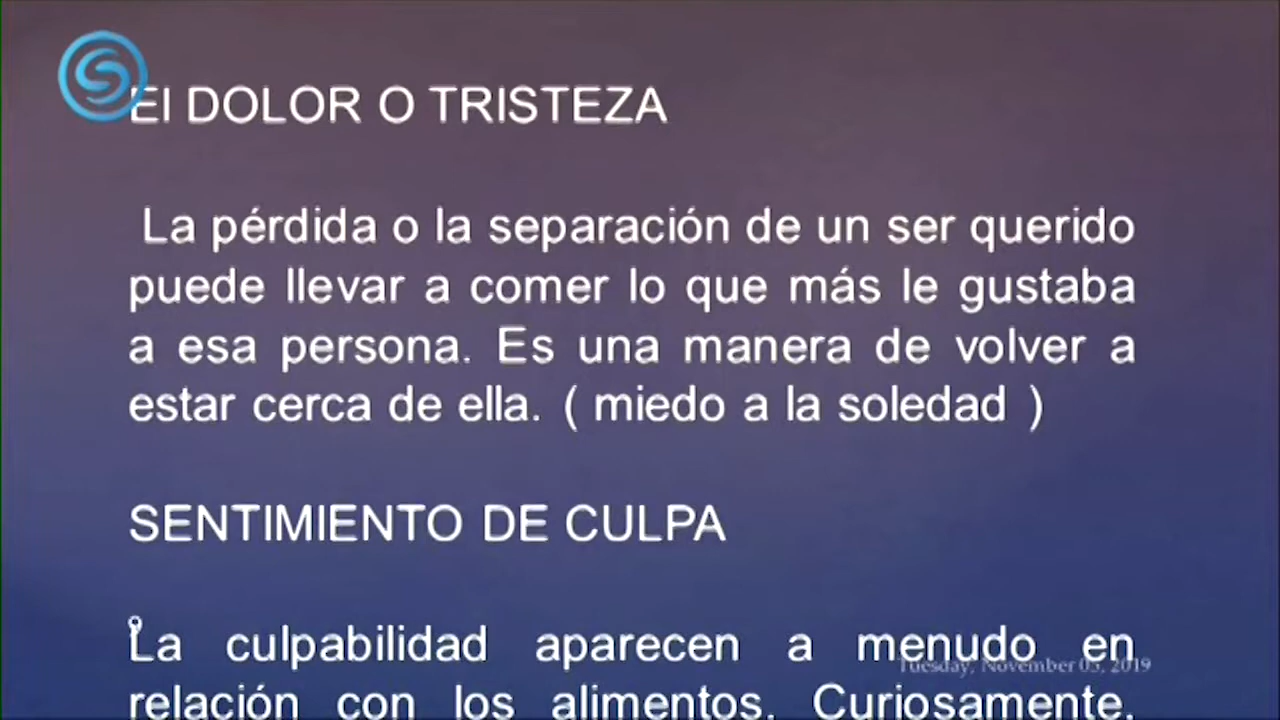 El DOLOR O TRISTEZA
La pérdida o la separación de un ser querido
puede llevar a comer lo que más le gustaba
a esa persona. Es una manera de volver a
estar cerca de ella. ( miedo a la soledad )
SENTIMIENTO DE CULPA
La culpabilidad aparecen a menudo en
Tuesday, November 05, 2019
relación con los alimentos. Curiosamente,